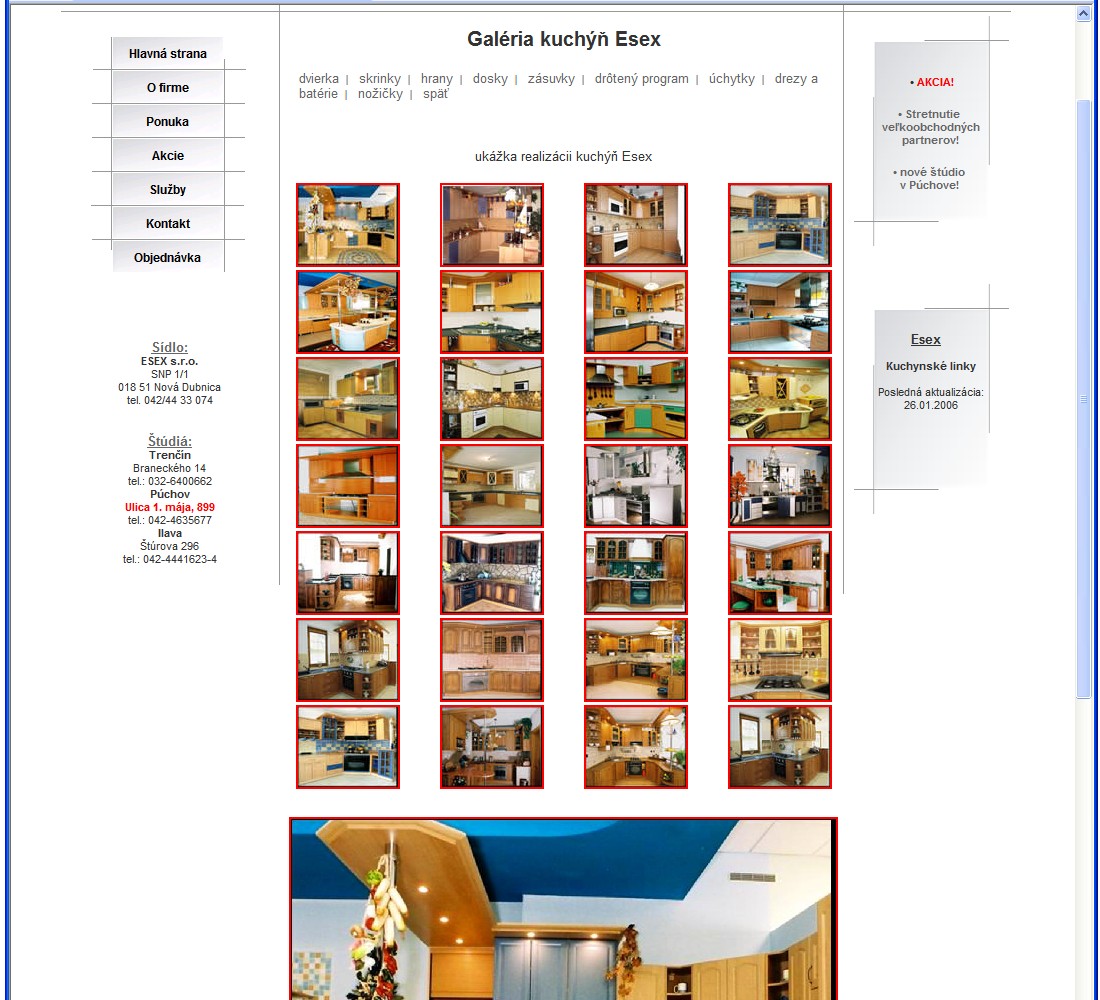 Hlavná strana
O firme
Ponuka
Akcie
Služby
Kontakt
Objednávka
Sídlo:
ESEX s.r.o.
SNP 1/1
018 51 Nová Dubnica
tel. 042/44 33 074
Štúdiá:
Trenčín
Braneckého 14
tel.: 032-6400662
Púchov
Ulica 1. mája, 899
tel.: 042-4635677
Ilava
Štúrova 296
tel.: 042-4441623-4
Galéria kuchýň Esex
dvierka | skrinky | hrany | dosky | zásuvky | drôtený program | úchytky | drezy a
batérie | nožičky | späť
ukážka realizácii kuchýň Esex
• AKCIA!
• Stretnutie
veľkoobchodných
partnerov!
• nové štúdio
v Púchove!
Esex
Kuchynské linky
Posledná aktualizácia:
26.01.2006